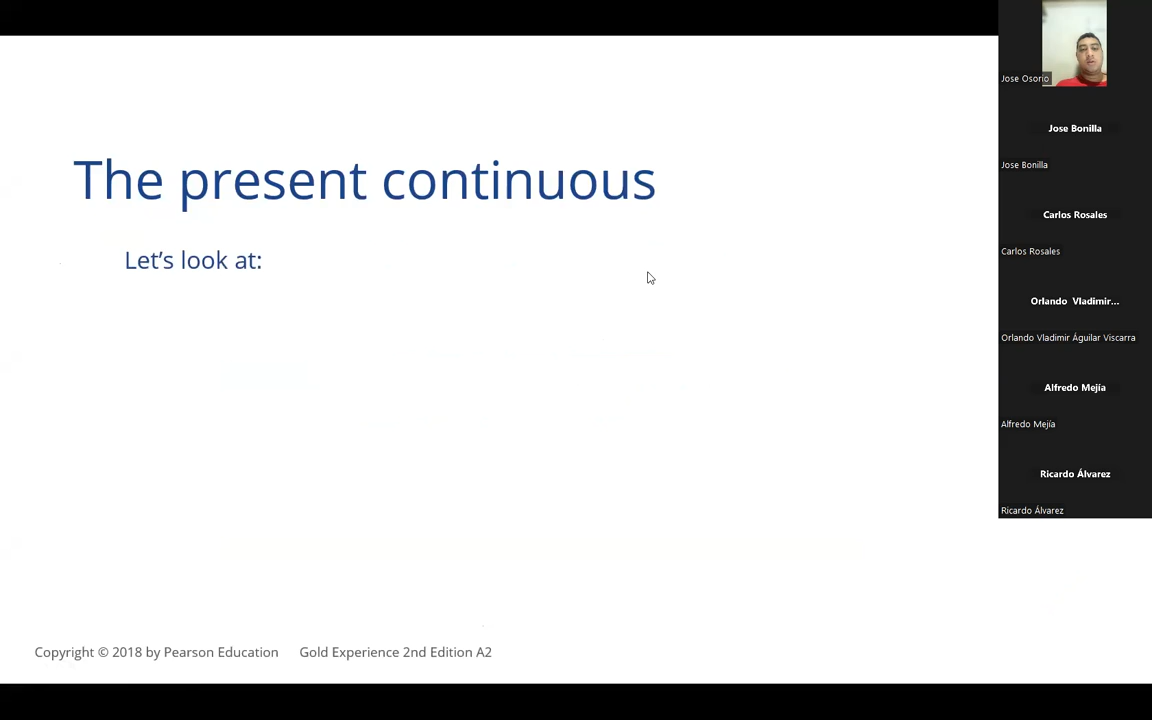 The present continuous
Let's look at:
Copyright © 2018 by Pearson Education Gold Experience 2nd Edition A2
Jose Osorio
Jose Bonilla
Jose Bonilla
Carlos Rosales
Carlos Rosales
Orlando Vladimir...
Orlando Vladimir Águilar Viscarra
Alfredo Mejía
Alfredo Mejía
Ricardo Álvarez
Ricardo Álvarez